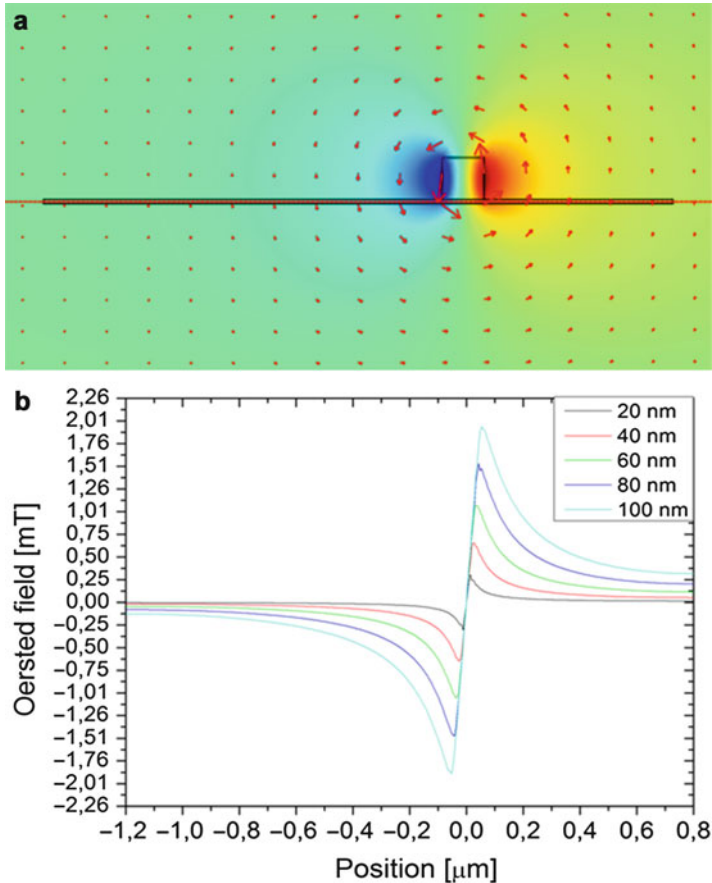 a
b
Oersted field [mT]
2,26
2,01
1,76
1,51
1,26
1,01
0,75
0,50
0,25
0,00
−0,25
−0,50
−0,75
−1,01
−1,26
−1,51
−1,76
−2,01
−2,26
20 nm
40 nm
60 nm
80 nm
100 nm
−1,2 −1,0 −0,8 −0,6 −0,4 −0,2 0,0 0,2 0,4 0,6 0,8
Position [μm]